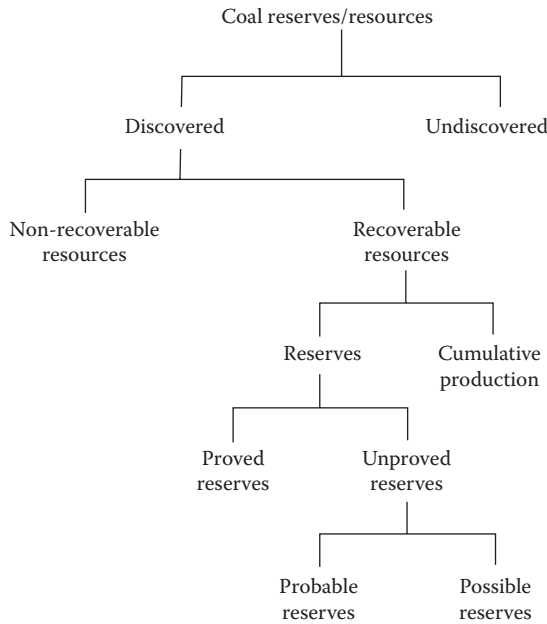 Coal reserves/resources
Discovered
Undiscovered
Non-recoverable
resources
Recoverable
resources
Reserves
Cumulative
production
Proved
reserves
Unproved
reserves
Probable
reserves
Possible
reserves